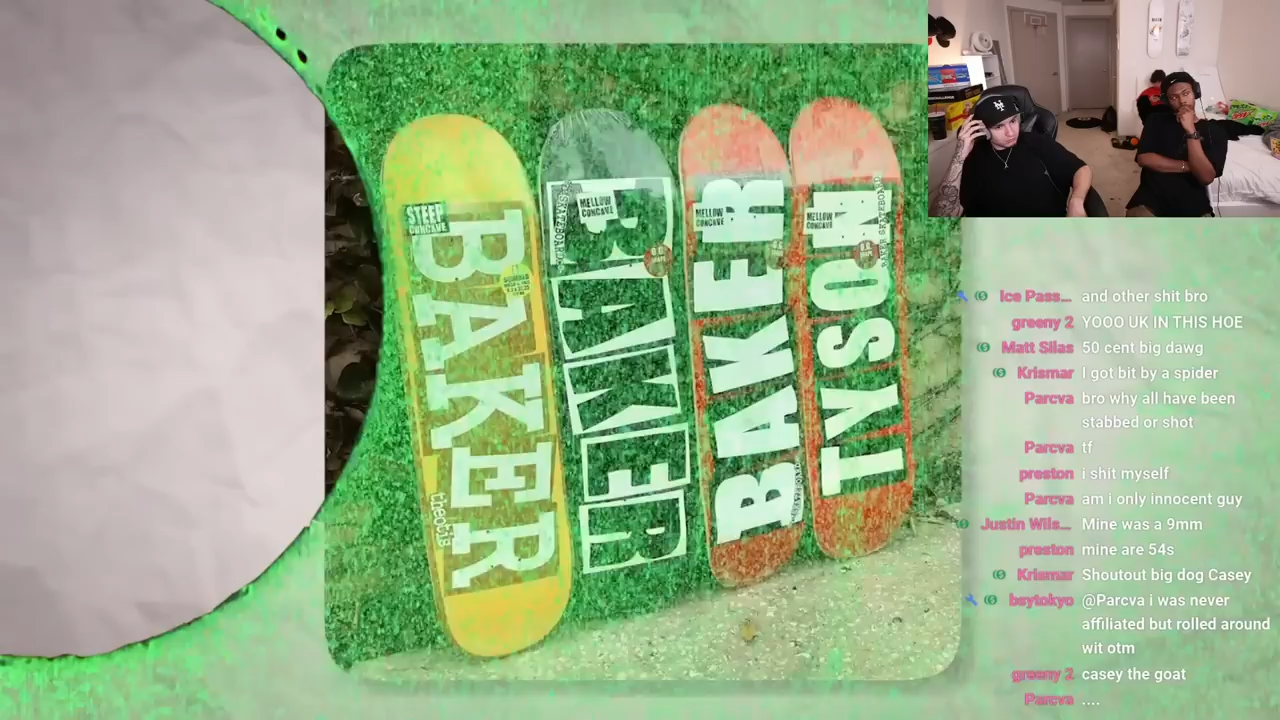 STEEP
CONCAVE
BAKER
theotis
MELLOW
CONCAVE
BAKER
MELLOW
CONCAVE
BAKER
MELLOW
CONCAVE
TYSON
BAKER SKATEBOARDS
Ice Pass... and other shit bro
greeny 2 YOOO UK IN THIS HOE
Matt Silas 50 cent big dawg
Krismar I got bit by a spider
Parcva bro why all have been
stabbed or shot
Parcva tf
preston i shit myself
Parcva am i only innocent guy
Justin Wils... Mine was a 9mm
preston mine are 54s
Krismar Shoutout big dog Casey
bsytokyo @Parcva i was never
affiliated but rolled around
wit otm
greeny 2 casey the goat
Parcva ....